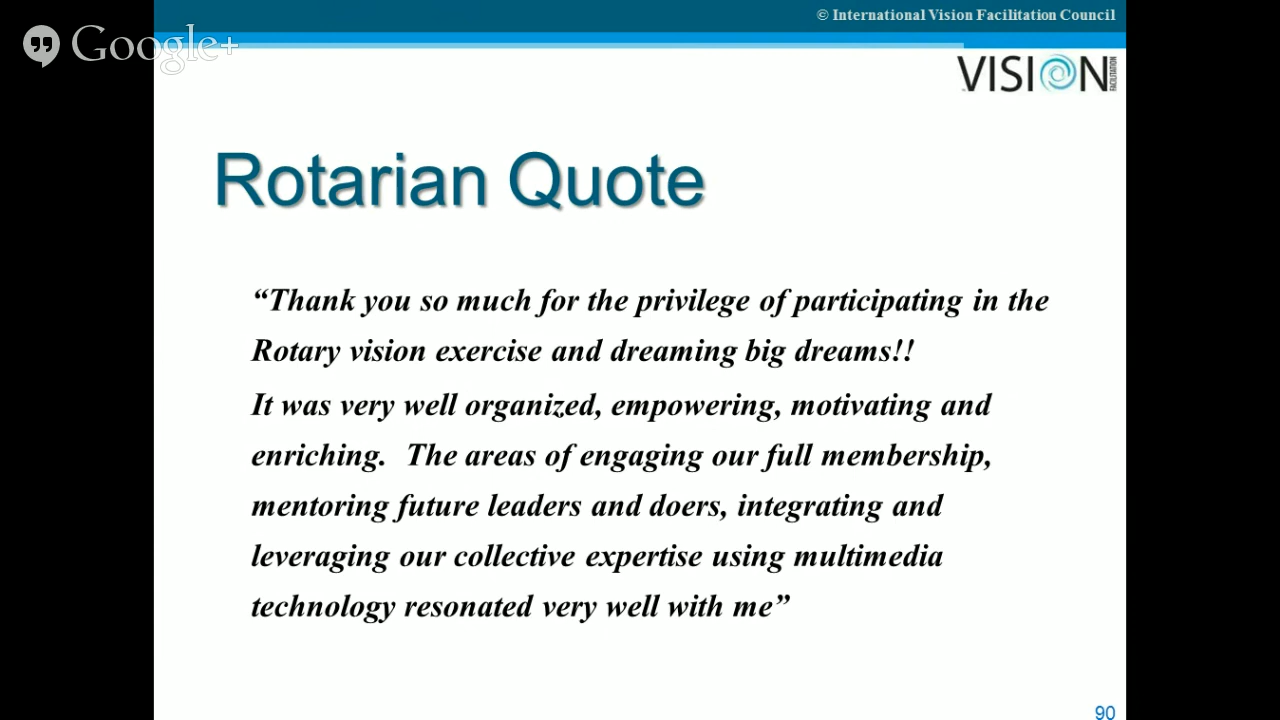 © International Vision Facilitation Council
Google+
VISION
FACILITATION
Rotarian Quote
“Thank you so much for the privilege of participating in the
Rotary vision exercise and dreaming big dreams!!
It was very well organized, empowering, motivating and
enriching.  The areas of engaging our full membership,
mentoring future leaders and doers, integrating and
leveraging our collective expertise using multimedia
technology resonated very well with me”
90